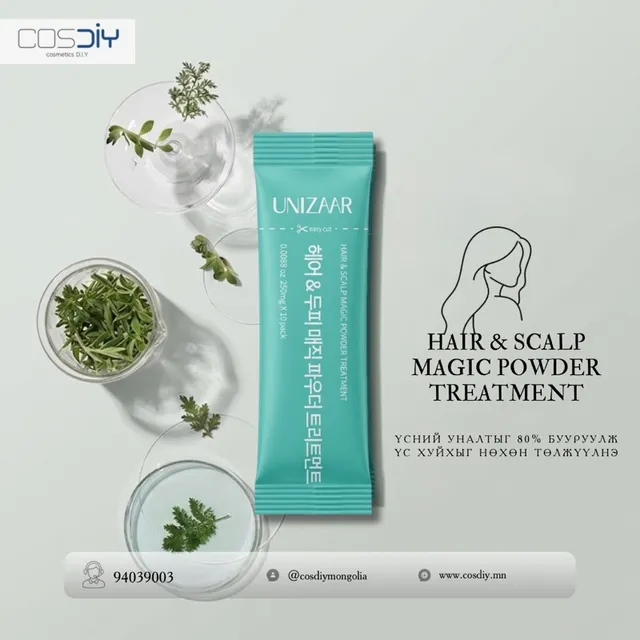 COSDIY
cosmetics D.I.Y
UNIZAAR
easy cut
HAIR & SCALP MAGIC POWDER TREATMENT
헤어 & 두피 매직 파우더 트리트먼트
0.0088 oz 250mg X 10 pack
HAIR & SCALP
MAGIC POWDER
TREATMENT
ҮСНИЙ УНАЛТЫГ 80% БУУРУУЛЖ
ҮС ХУЙХЫГ НӨХӨН ТӨЛЖҮҮЛНЭ
94039003
@cosdiymongolia
www.cosdiy.mn